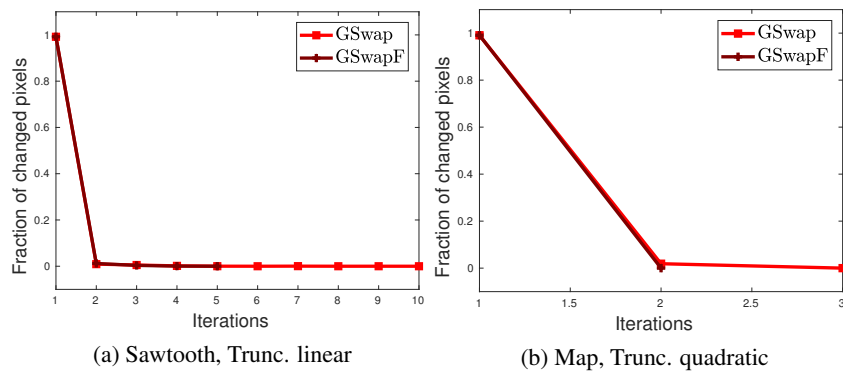 GSwap
GSwapF
Fraction of changed pixels
1
0.8
0.6
0.4
0.2
0
1 2 3 4 5 6 7 8 9 10
Iterations
(a) Sawtooth, Trunc. linear
GSwap
GSwapF
Fraction of changed pixels
1
0.8
0.6
0.4
0.2
0
1 1.5 2 2.5 3
Iterations
(b) Map, Trunc. quadratic